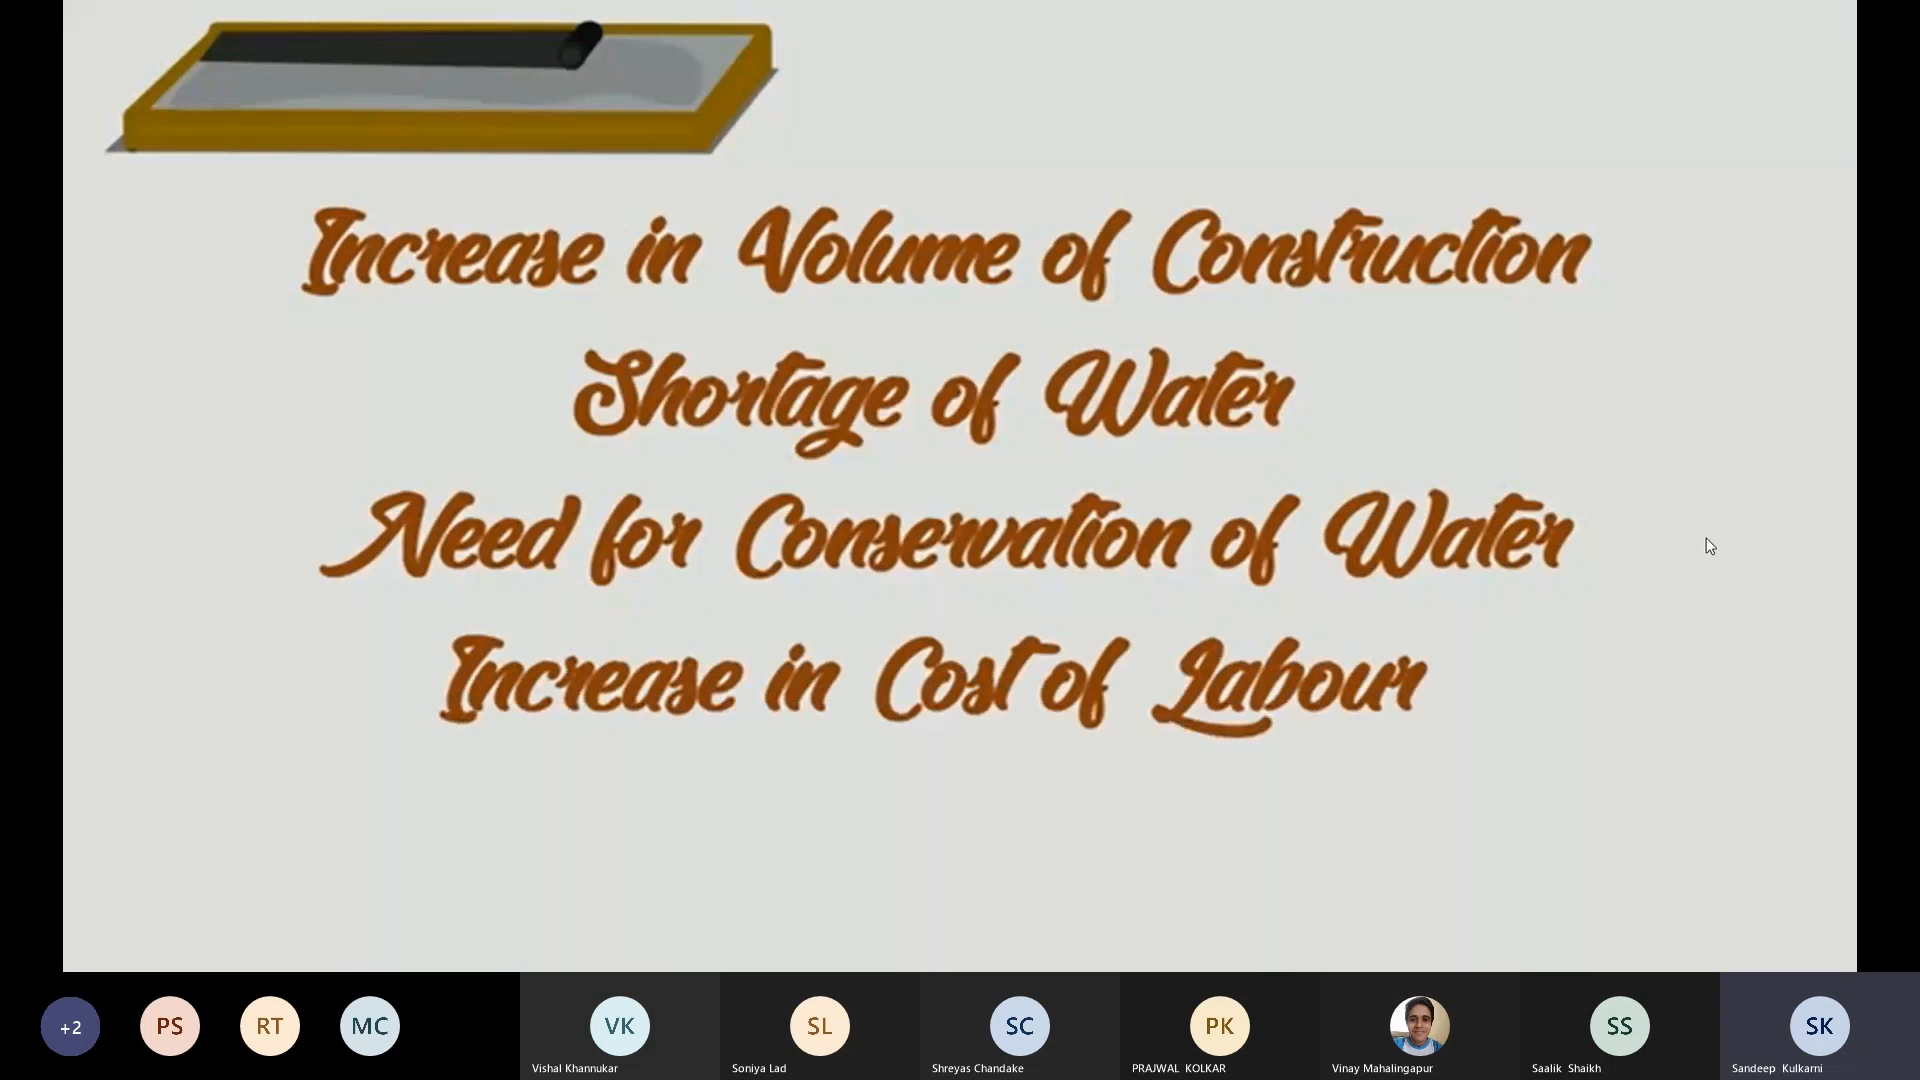 Increase in Volume of Construction
Shortage of Water
Need for Conservation of Water
Increase in Cost of Labour
+2
PS
RT
MC
VK
SL
SC
PK
SS
SK
Vishal Khannukar
Soniya Lad
Shreyas Chandake
PRAJWAL KOLKAR
Vinay Mahalingapur
Saalik Shaikh
Sandeep Kulkarni